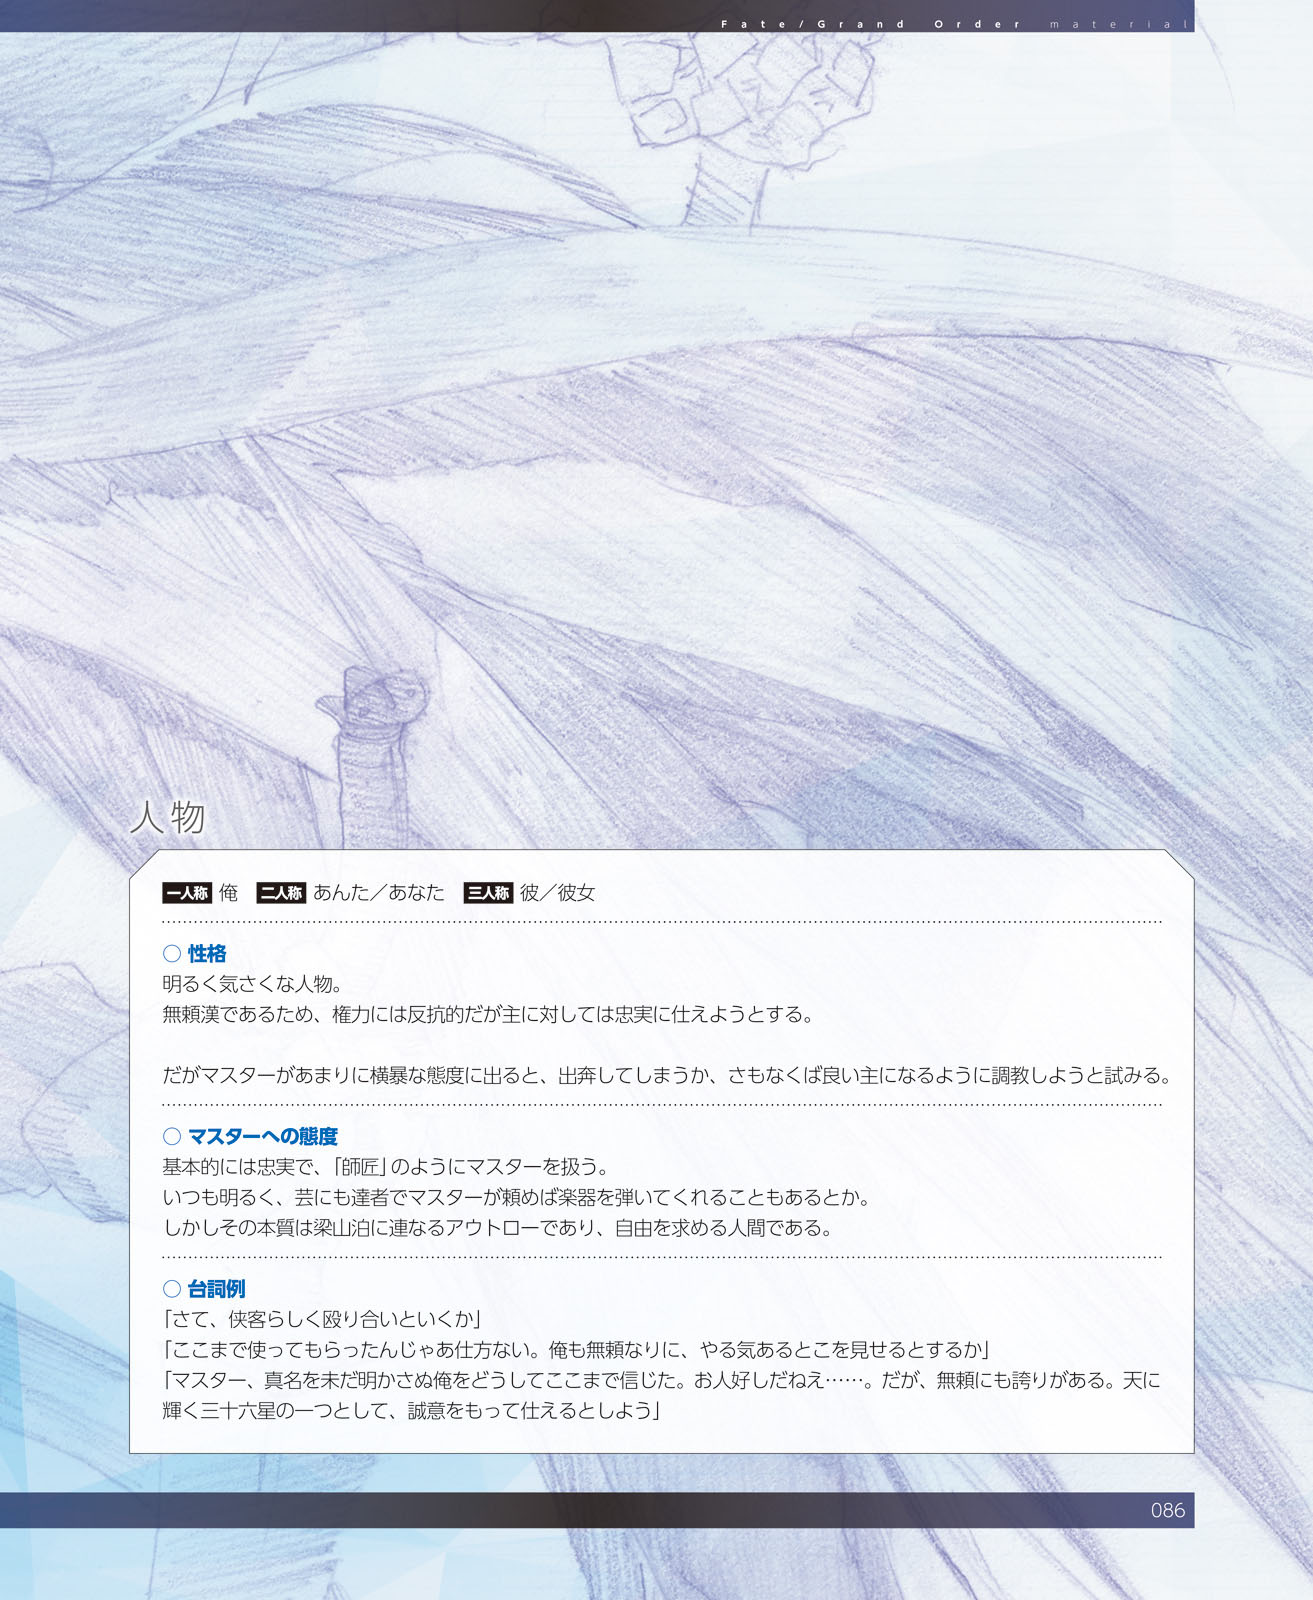 Fate/Grand Order material
人物
一人称 俺 二人称 あんた／あなた 三人称 彼／彼女
○ 性格
明るく気さくな人物。
無頼漢であるため、権力には反抗的だが主に対しては忠実に仕えようとする。
だがマスターがあまりに横暴な態度に出ると、出奔してしまうか、さもなくば良い主になるように調教しようと試みる。
○ マスターへの態度
基本的には忠実で、「師匠」のようにマスターを扱う。
いつも明るく、芸にも達者でマスターが頼めば楽器を弾いてくれることもあるとか。
しかしその本質は梁山泊に連なるアウトローであり、自由を求める人間である。
○ 台詞例
「さて、侠客らしく殴り合いといくか」
「ここまで使ってもらったんじゃあ仕方ない。俺も無頼なりに、やる気あるとこを見せるとするか」
「マスター、真名を未だ明かさぬ俺をどうしてここまで信じた。お人好しだねえ……。だが、無頼にも誇りがある。天に
輝く三十六星の一つとして、誠意をもって仕えるとしよう」
086